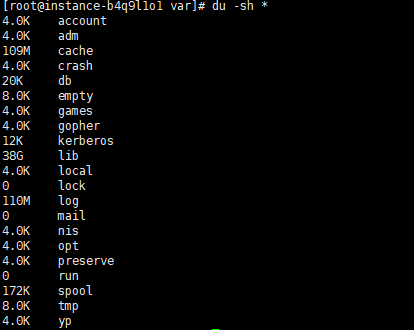 [root@instance-b4q9l1o1 var]# du -sh *
4.0K account
4.0K adm
109M cache
4.0K crash
20K db
8.0K empty
4.0K games
4.0K gopher
12K kerberos
38G lib
4.0K local
0 lock
110M log
0 mail
4.0K nis
4.0K opt
4.0K preserve
0 run
172K spool
8.0K tmp
4.0K yp